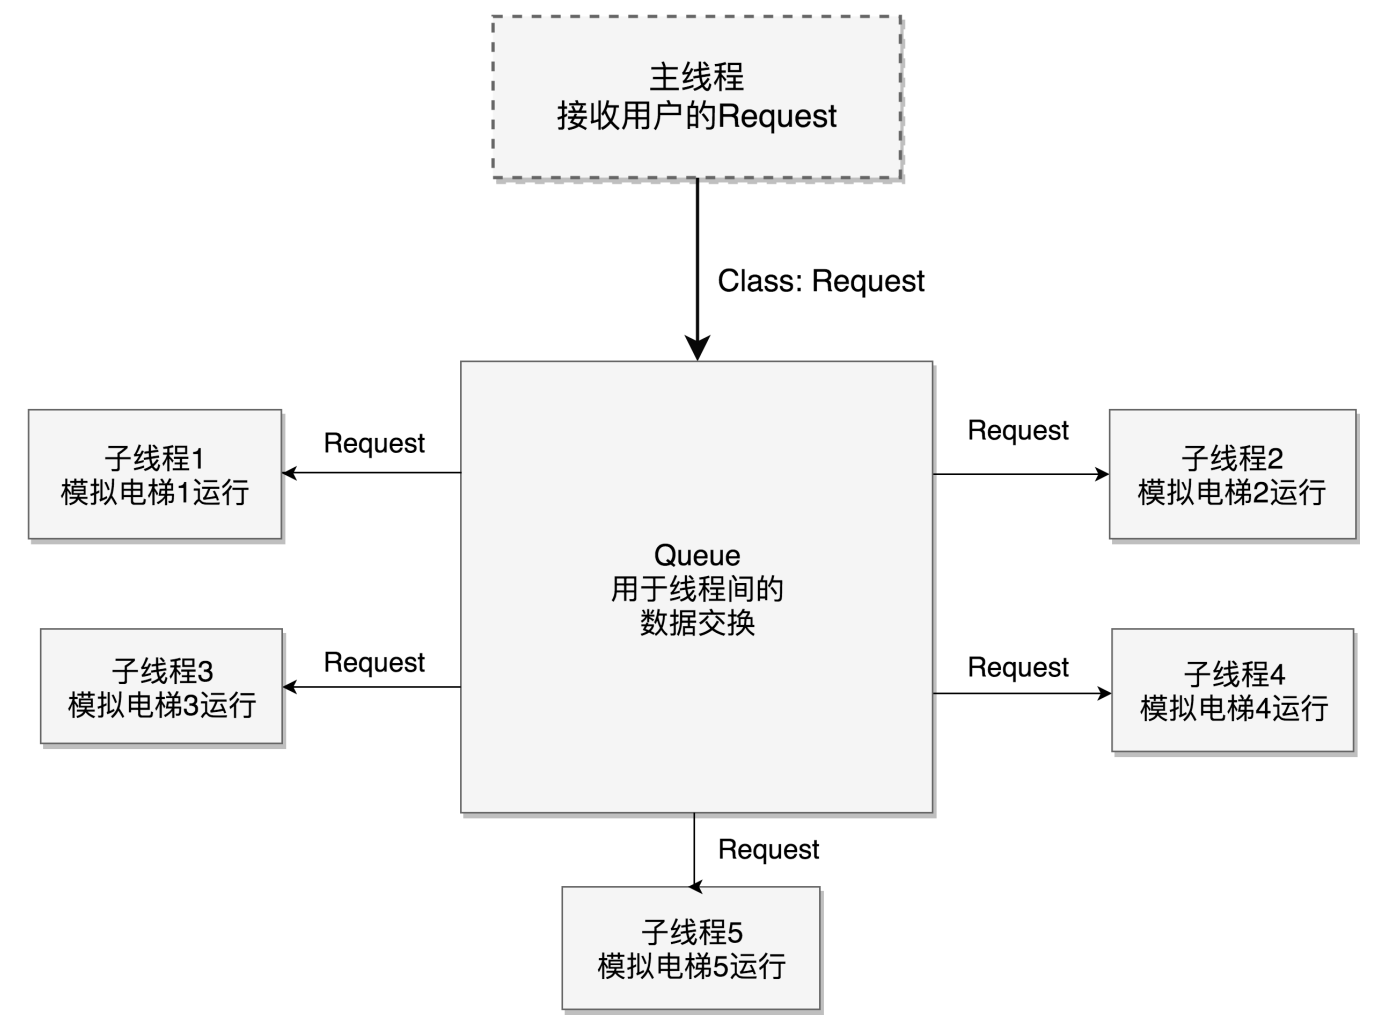 主线程
接收用户的Request
Class: Request
Request
子线程1
模拟电梯1运行
Request
子线程2
模拟电梯2运行
Queue
用于线程间的
数据交换
Request
子线程3
模拟电梯3运行
Request
子线程4
模拟电梯4运行
Request
子线程5
模拟电梯5运行